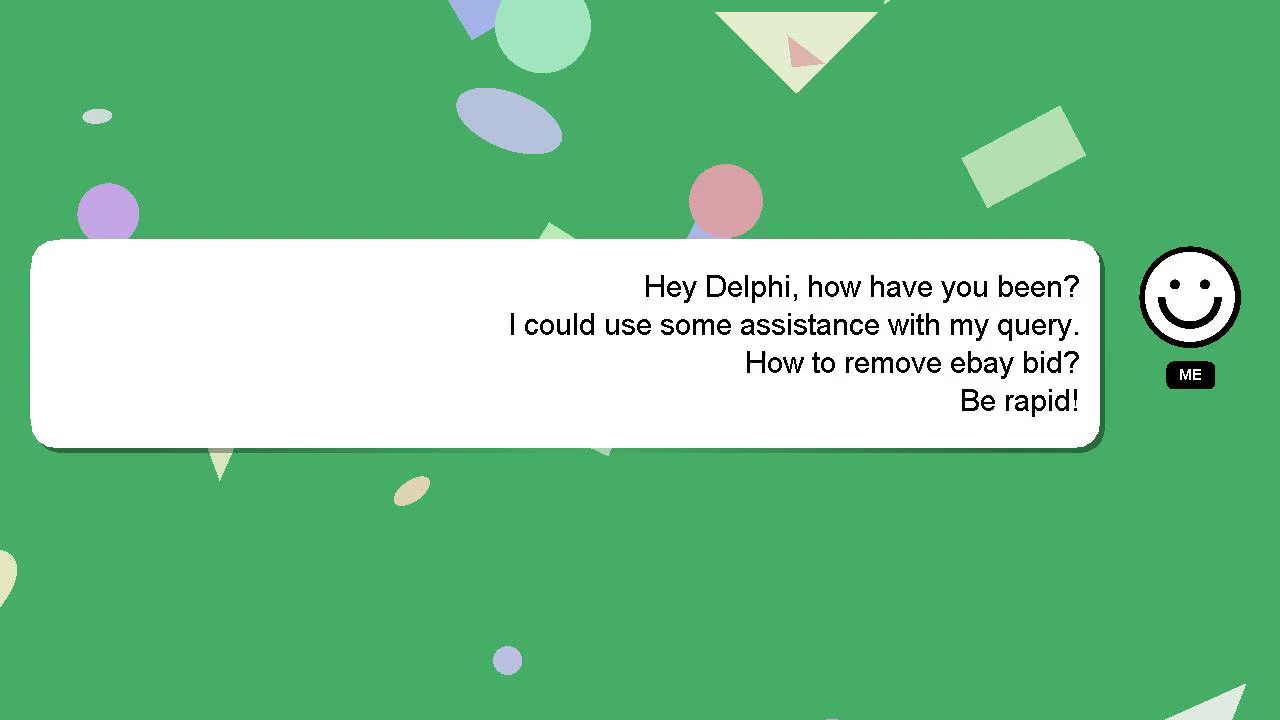 Hey Delphi, how have you been?
I could use some assistance with my query.
How to remove ebay bid?
Be rapid!
ME